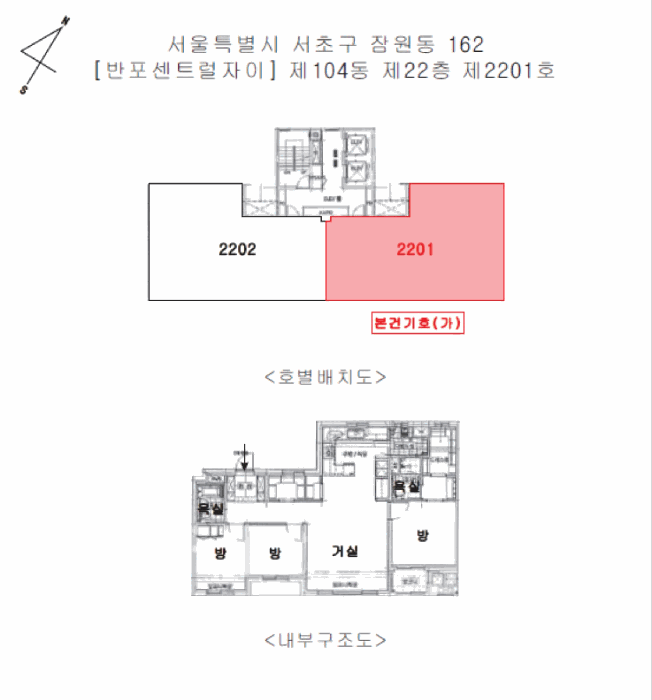 N
S
서울특별시 서초구 잠원동 162
[반포센트럴자이] 제104동 제22층 제2201호
2202
2201
본건기호(가)
<호별배치도>
욕실
욕실
방
방
거실
방
<내부구조도>